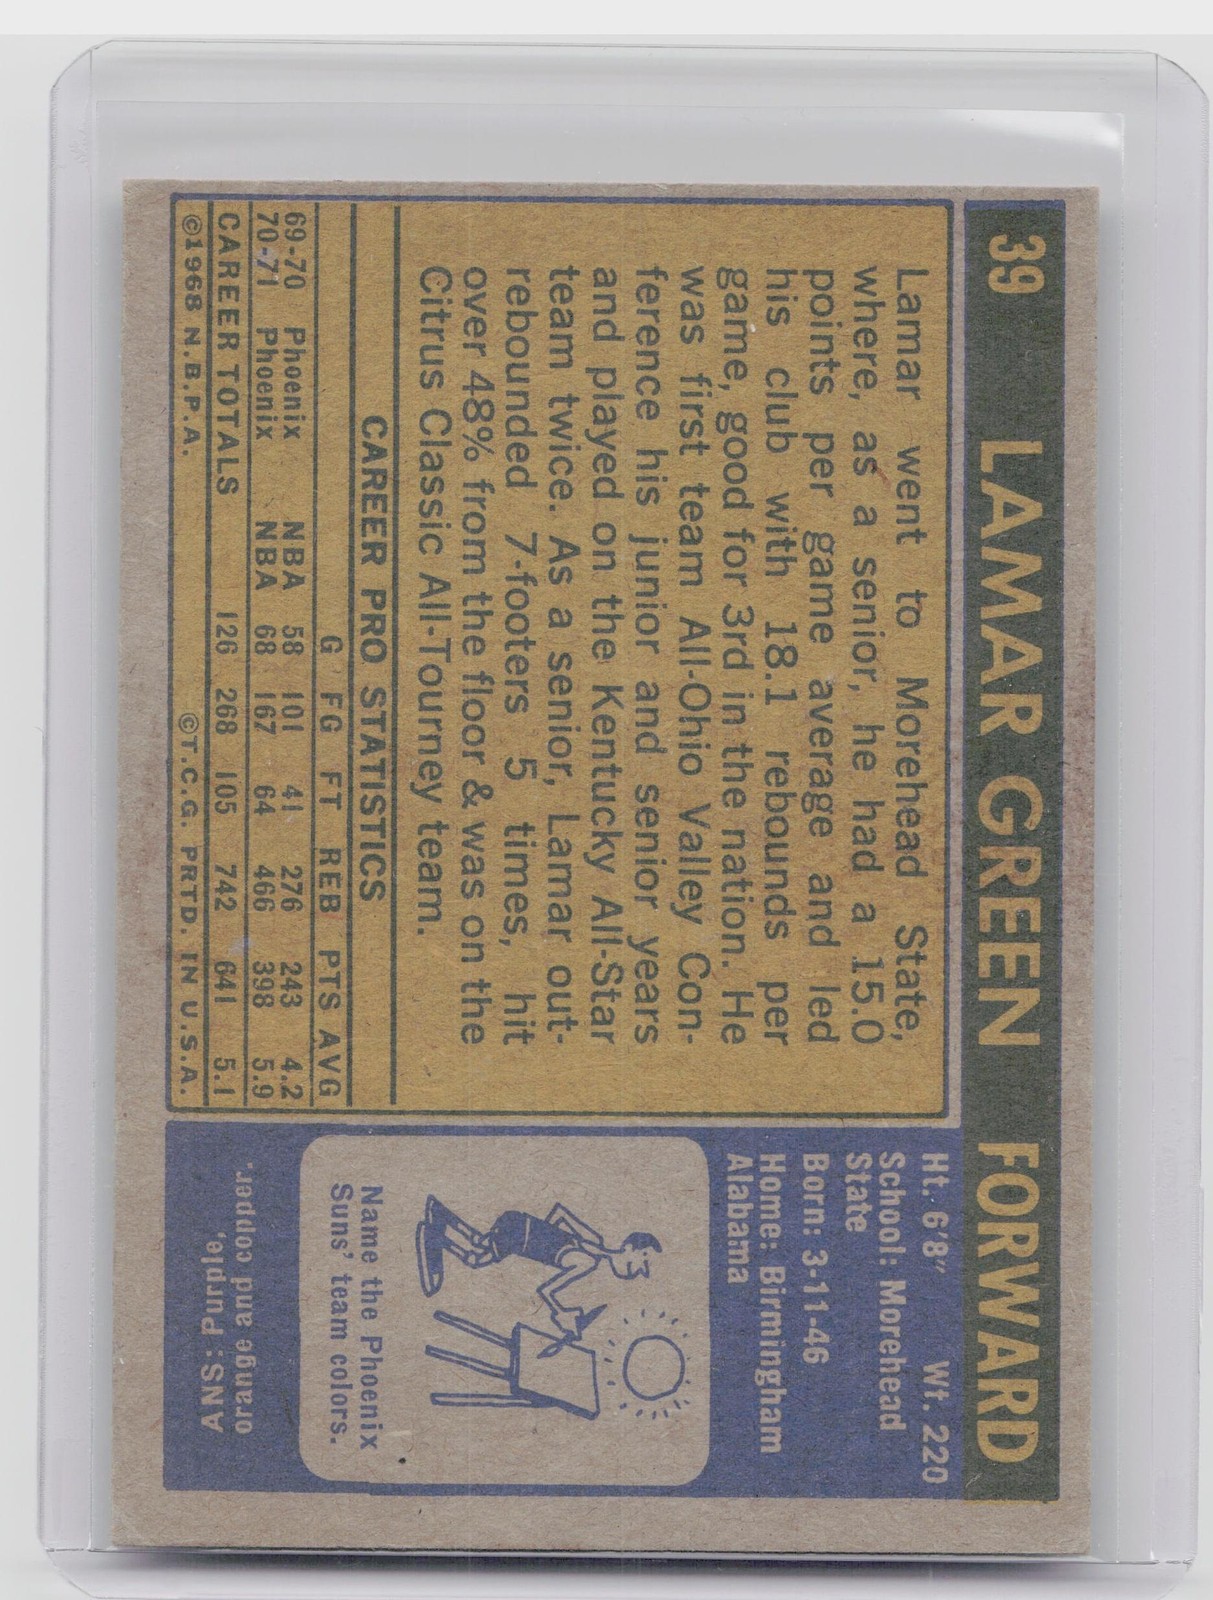 39 LAMAR GREEN FORWARD
Lamar went to Morehead State,
where, as a senior, he had a 15.0
points per game average and led
his club with 18.1 rebounds per
game, good for 3rd in the nation. He
was first team All-Ohio Valley Con-
ference his junior and senior years
and played on the Kentucky All-Star
team twice. As a senior, Lamar out-
rebounded 7-footers 5 times, hit
over 48% from the floor & was on the
Citrus Classic All-Tourney team.
CAREER PRO STATISTICS
G FG FT REB PTS AVG
69-70 Phoenix NBA 58 101 41 276 243 4.2
70-71 Phoenix NBA 68 167 64 466 398 5.9
CAREER TOTALS 126 268 105 742 641 5.1
©1968 N.B.P.A. ©T.C.G. PRTD. IN U.S.A.
Ht. 6'8" Wt. 220
School: Morehead
State
Born: 3-11-46
Home: Birmingham
Alabama
Name the Phoenix
Suns' team colors.
ANS: Purple,
orange and copper.